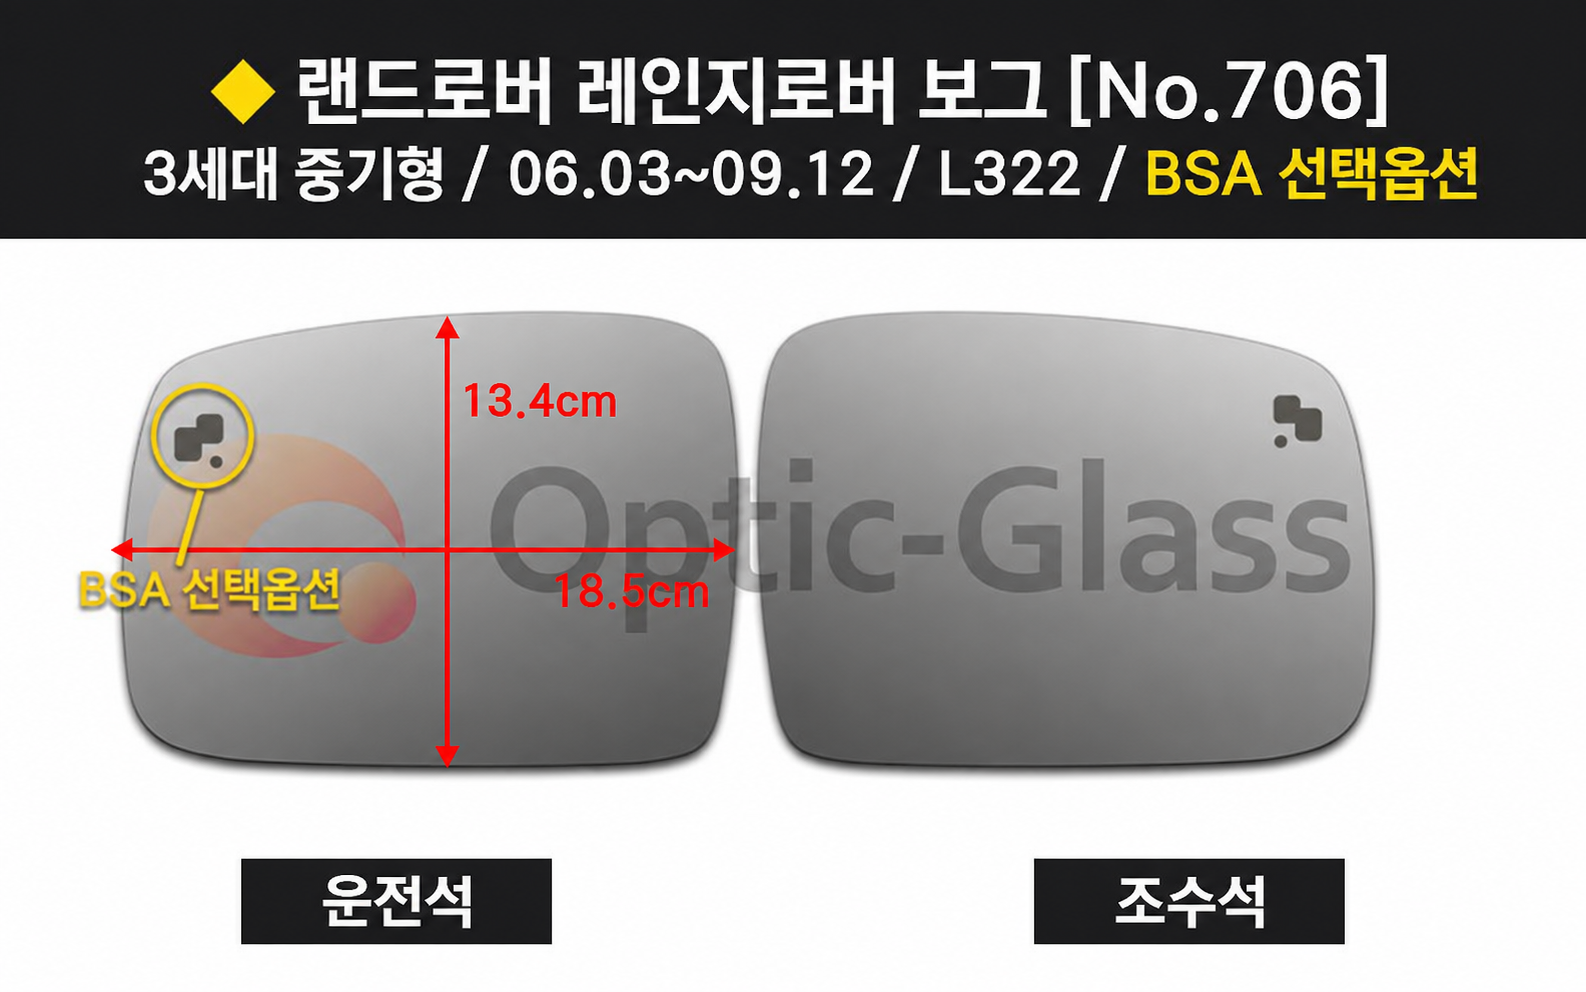 ◆ 랜드로버 레인지로버 보그 [No.706]
3세대 중기형 / 06.03~09.12 / L322 / BSA 선택옵션
13.4cm
Optic-Glass
18.5cm
BSA 선택옵션
운전석
조수석